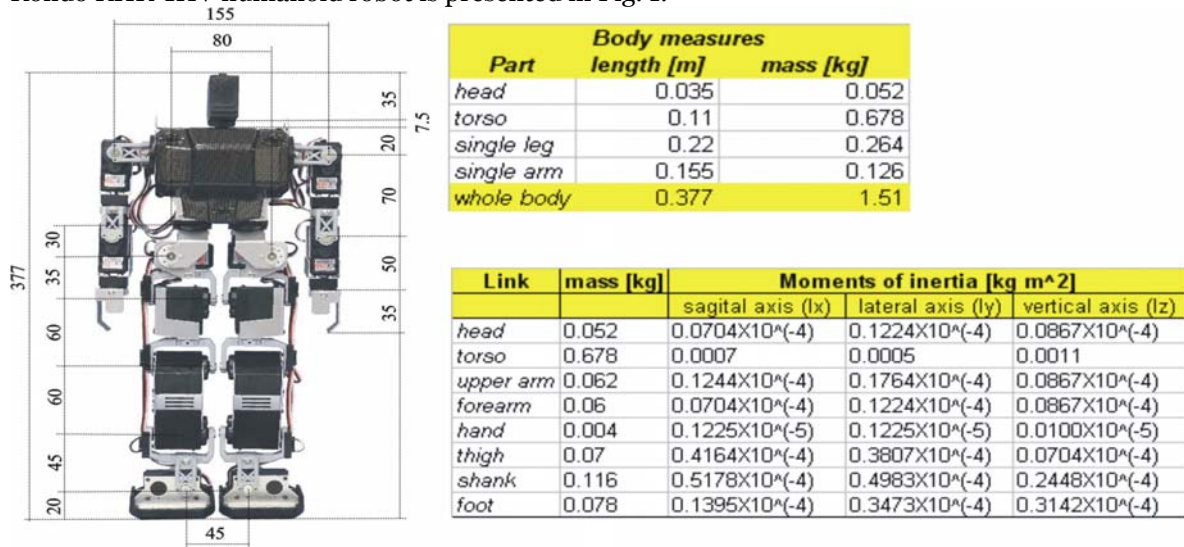 Kondo KHR-1HV humanoid robot is presented in Fig. 1.
155
80
377
30
35
60
60
45
20
45
35
7.5
20
70
50
35
Body measures
Part length [m] mass [kg]
head 0.035 0.052
torso 0.11 0.678
single leg 0.22 0.264
single arm 0.155 0.126
whole body 0.377 1.51
Link mass [kg] Moments of inertia [kg m^2]
sagital axis (Ix) lateral axis (Iy) vertical axis (Iz)
head 0.052 0.0704X10^(-4) 0.1224X10^(-4) 0.0867X10^(-4)
torso 0.678 0.0007 0.0005 0.0011
upper arm 0.062 0.1244X10^(-4) 0.1764X10^(-4) 0.0867X10^(-4)
forearm 0.06 0.0704X10^(-4) 0.1224X10^(-4) 0.0867X10^(-4)
hand 0.004 0.1225X10^(-5) 0.1225X10^(-5) 0.0100X10^(-5)
thigh 0.07 0.4164X10^(-4) 0.3807X10^(-4) 0.0704X10^(-4)
shank 0.116 0.5178X10^(-4) 0.4983X10^(-4) 0.2448X10^(-4)
foot 0.078 0.1395X10^(-4) 0.3473X10^(-4) 0.3142X10^(-4)